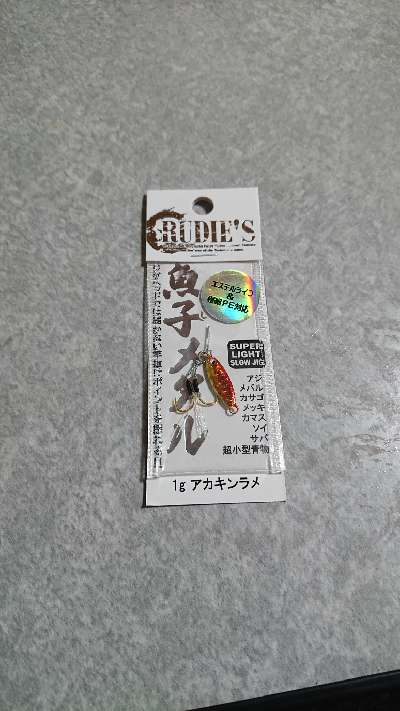 RUDIE'S
エステルライン
&
極細PE対応
魚子メタル
SUPER
LIGHT
SLOW JIG
アジ
メバル
カサゴ
メッキ
カマス
ソイ
サバ
超小型青物
1g アカキンラメ